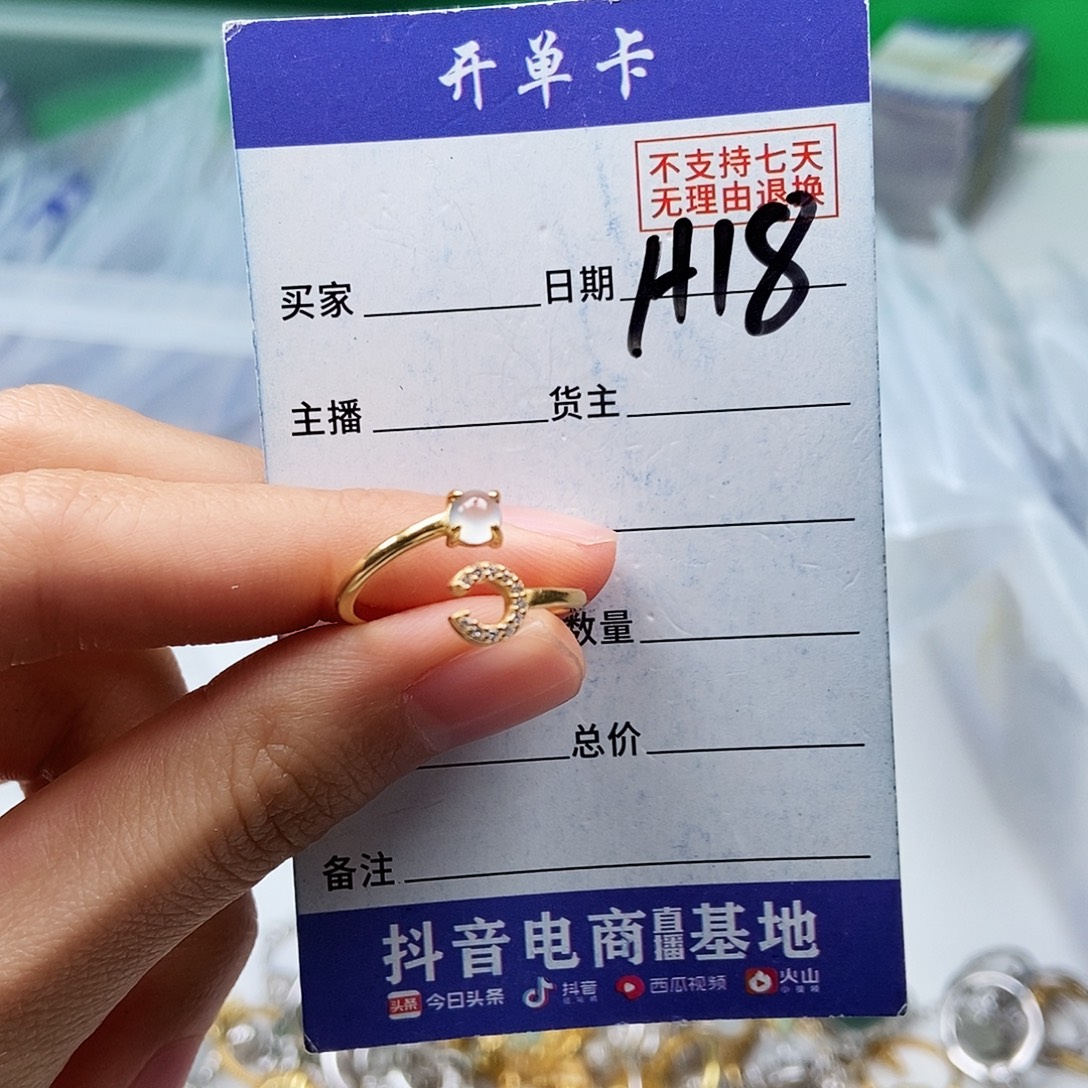 开单卡
不支持七天
无理由退换
买家 日期 H18
主播 货主
数量
总价
备注
抖音电商直播基地
今日头条 抖音 西瓜视频 火山